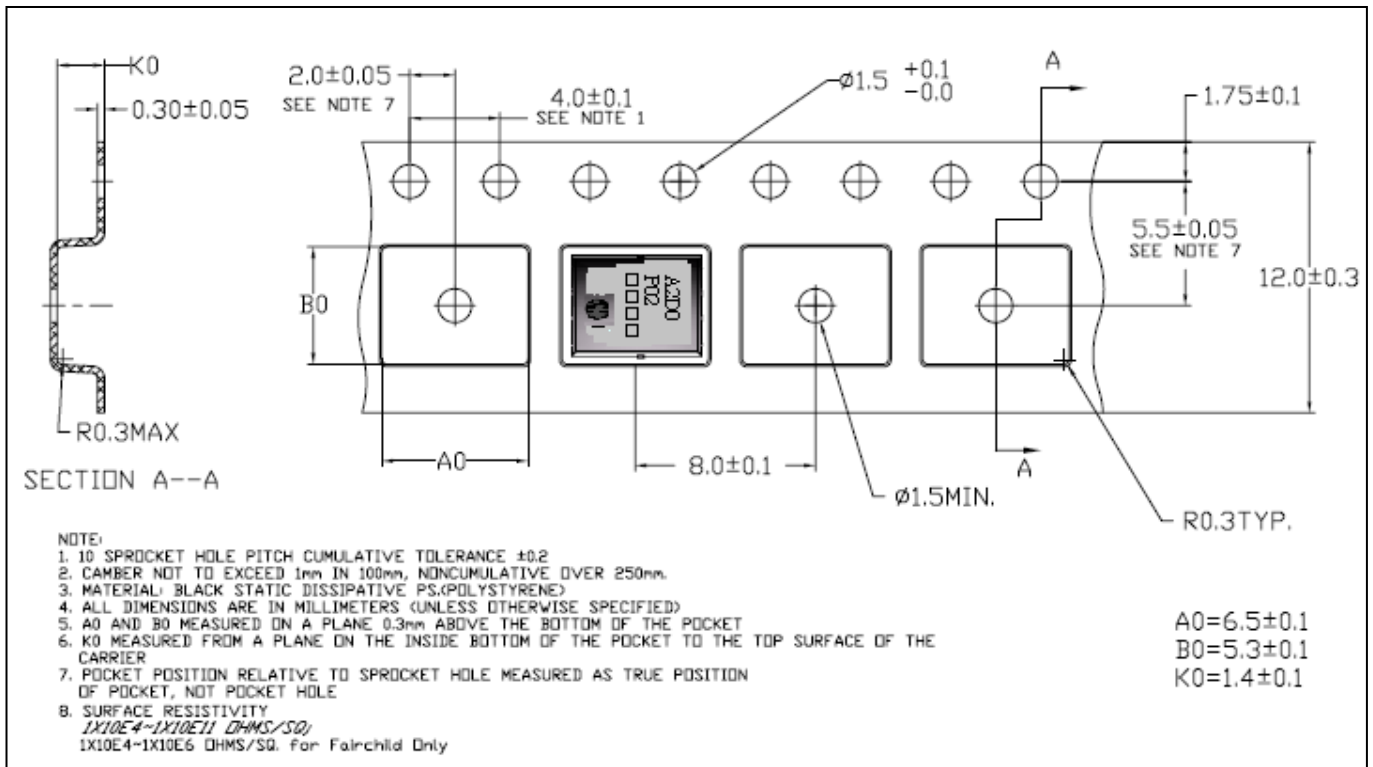 K0
0.30±0.05
2.0±0.05
SEE NOTE 7
4.0±0.1
SEE NOTE 1
Ø1.5 +0.1
-0.0
A
1.75±0.1
5.5±0.05
SEE NOTE 7
12.0±0.3
B0
A2D0
F02
R0.3MAX
A0
8.0±0.1
A
Ø1.5MIN.
R0.3TYP.
SECTION A--A
NOTE:
1. 10 SPROCKET HOLE PITCH CUMULATIVE TOLERANCE ±0.2
2. CAMBER NOT TO EXCEED 1mm IN 100mm, NONCUMULATIVE OVER 250mm.
3. MATERIAL: BLACK STATIC DISSIPATIVE PS.(POLYSTYRENE)
4. ALL DIMENSIONS ARE IN MILLIMETERS (UNLESS OTHERWISE SPECIFIED)
5. A0 AND B0 MEASURED ON A PLANE 0.3mm ABOVE THE BOTTOM OF THE POCKET
6. K0 MEASURED FROM A PLANE ON THE INSIDE BOTTOM OF THE POCKET TO THE TOP SURFACE OF THE
CARRIER
7. POCKET POSITION RELATIVE TO SPROCKET HOLE MEASURED AS TRUE POSITION
OF POCKET, NOT POCKET HOLE
8. SURFACE RESISTIVITY
1X10E4~1X10E11 OHMS/SQ;
1X10E4~1X10E6 OHMS/SQ. for Fairchild Only
A0=6.5±0.1
B0=5.3±0.1
K0=1.4±0.1